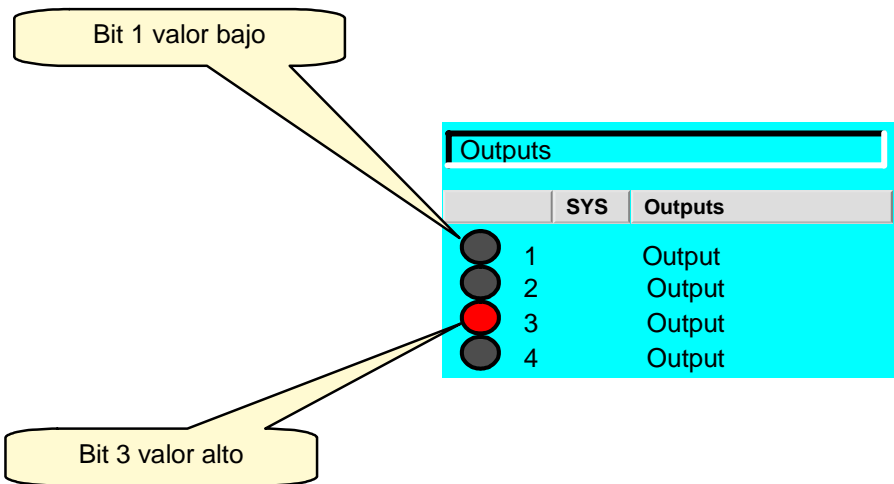 Bit 1 valor bajo
Outputs
SYS Outputs
1 Output
2 Output
3 Output
4 Output
Bit 3 valor alto